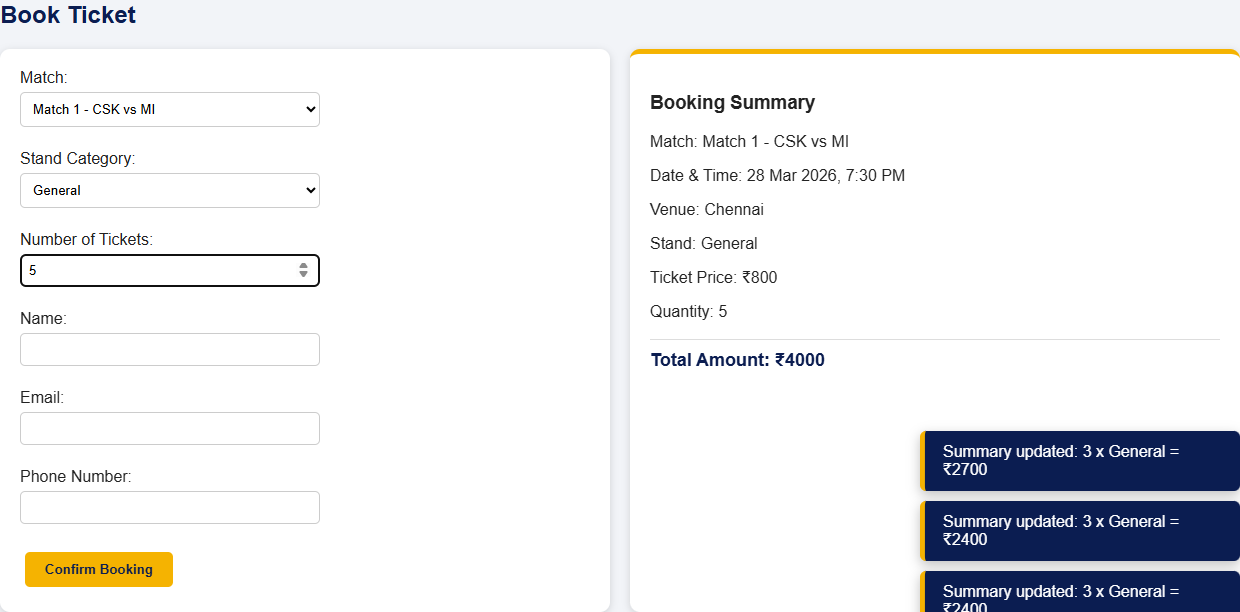 Book Ticket
Match:
Match 1 - CSK vs MI
Stand Category:
General
Number of Tickets:
5
Name:
Email:
Phone Number:
Confirm Booking
Booking Summary
Match: Match 1 - CSK vs MI
Date & Time: 28 Mar 2026, 7:30 PM
Venue: Chennai
Stand: General
Ticket Price: ₹800
Quantity: 5
Total Amount: ₹4000
Summary updated: 3 x General =
₹2700
Summary updated: 3 x General =
₹2400
Summary updated: 3 x General =
₹2400